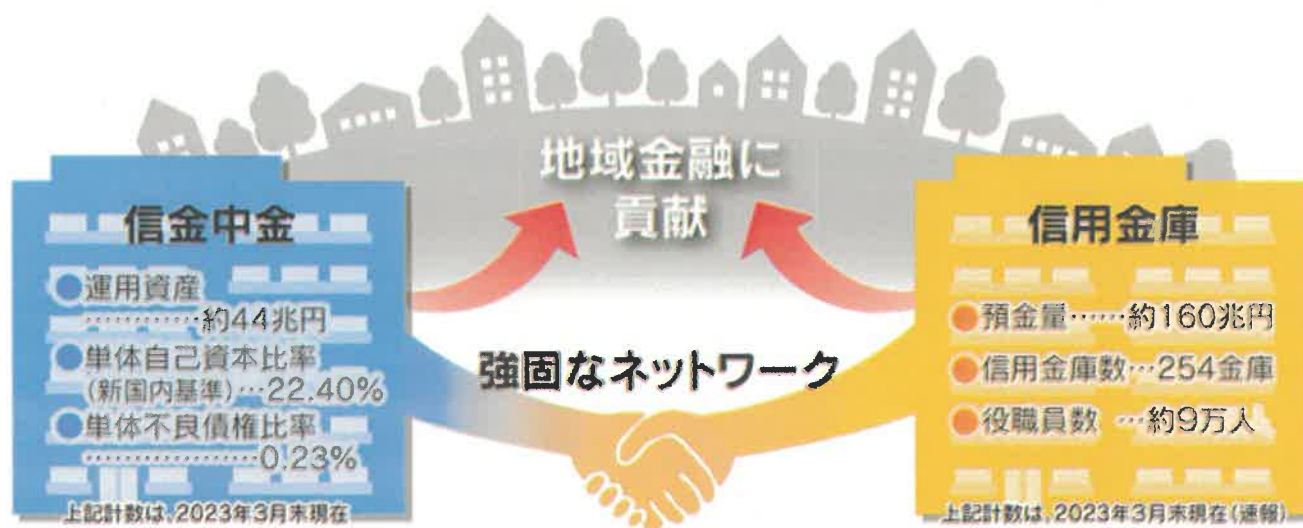 地域金融に
貢献
信金中金
●運用資産
…………約44兆円
●単体自己資本比率
(新国内基準)…22.40%
●単体不良債権比率
………………0.23%
上記計数は、2023年3月末現在
強固なネットワーク
信用金庫
●預金量……約160兆円
●信用金庫数…254金庫
●役職員数 …約9万人
上記計数は、2023年3月末現在(速報)